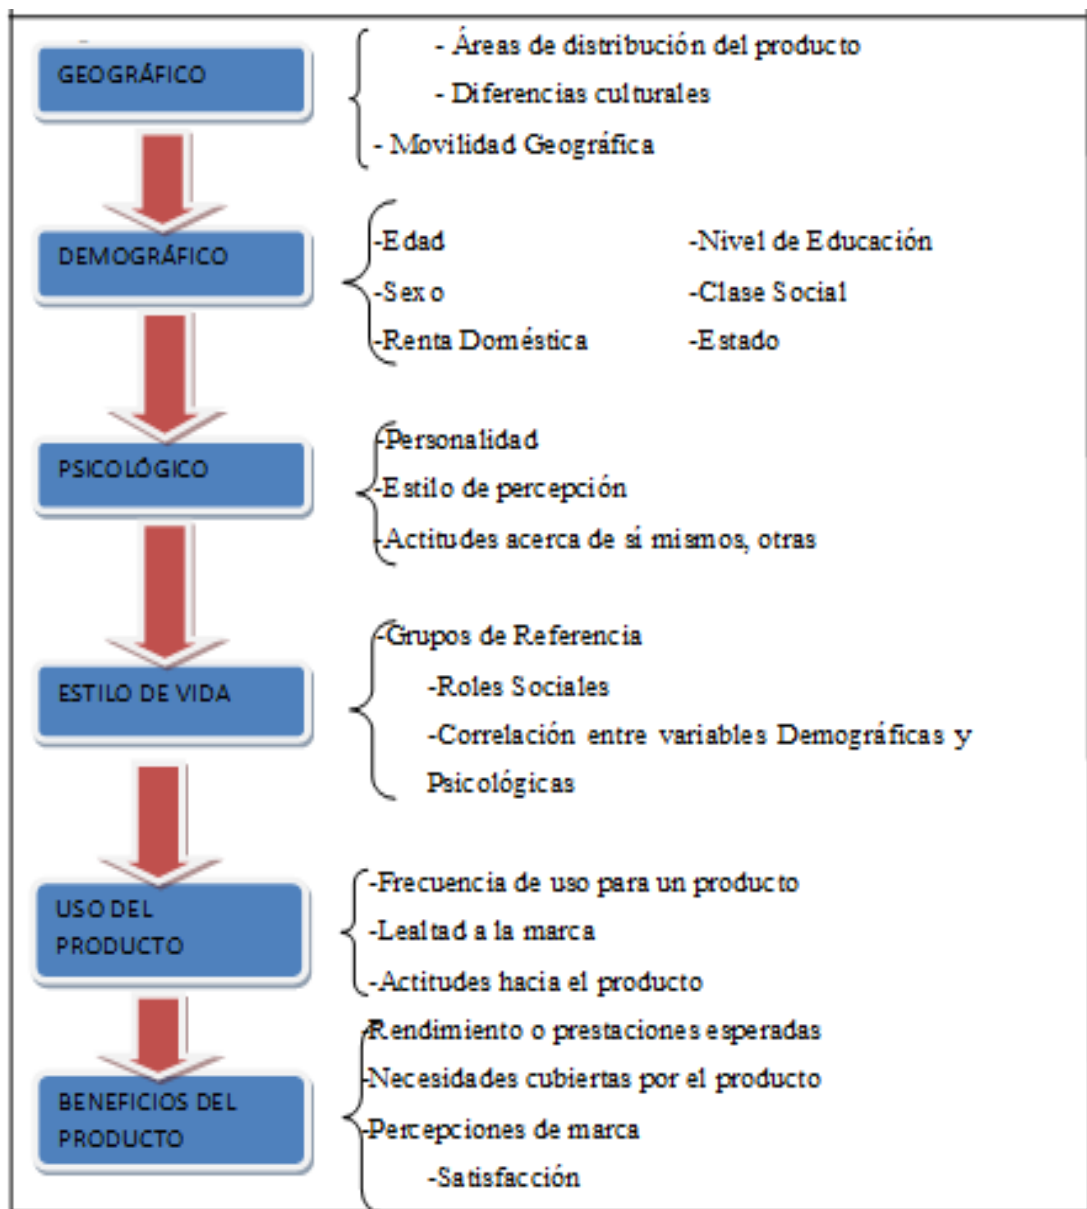 GEOGRÁFICO
- Áreas de distribución del producto
- Diferencias culturales
- Movilidad Geográfica
DEMOGRÁFICO
-Edad
-Nivel de Educación
-Sexo
-Clase Social
-Renta Doméstica
-Estado
PSICOLÓGICO
-Personalidad
-Estilo de percepción
-Actitudes acerca de sí mismos, otras
ESTILO DE VIDA
-Grupos de Referencia
-Roles Sociales
-Correlación entre variables Demográficas y
Psicológicas
USO DEL
PRODUCTO
-Frecuencia de uso para un producto
-Lealtad a la marca
-Actitudes hacia el producto
BENEFICIOS DEL
PRODUCTO
-Rendimiento o prestaciones esperadas
-Necesidades cubiertas por el producto
-Percepciones de marca
-Satisfacción